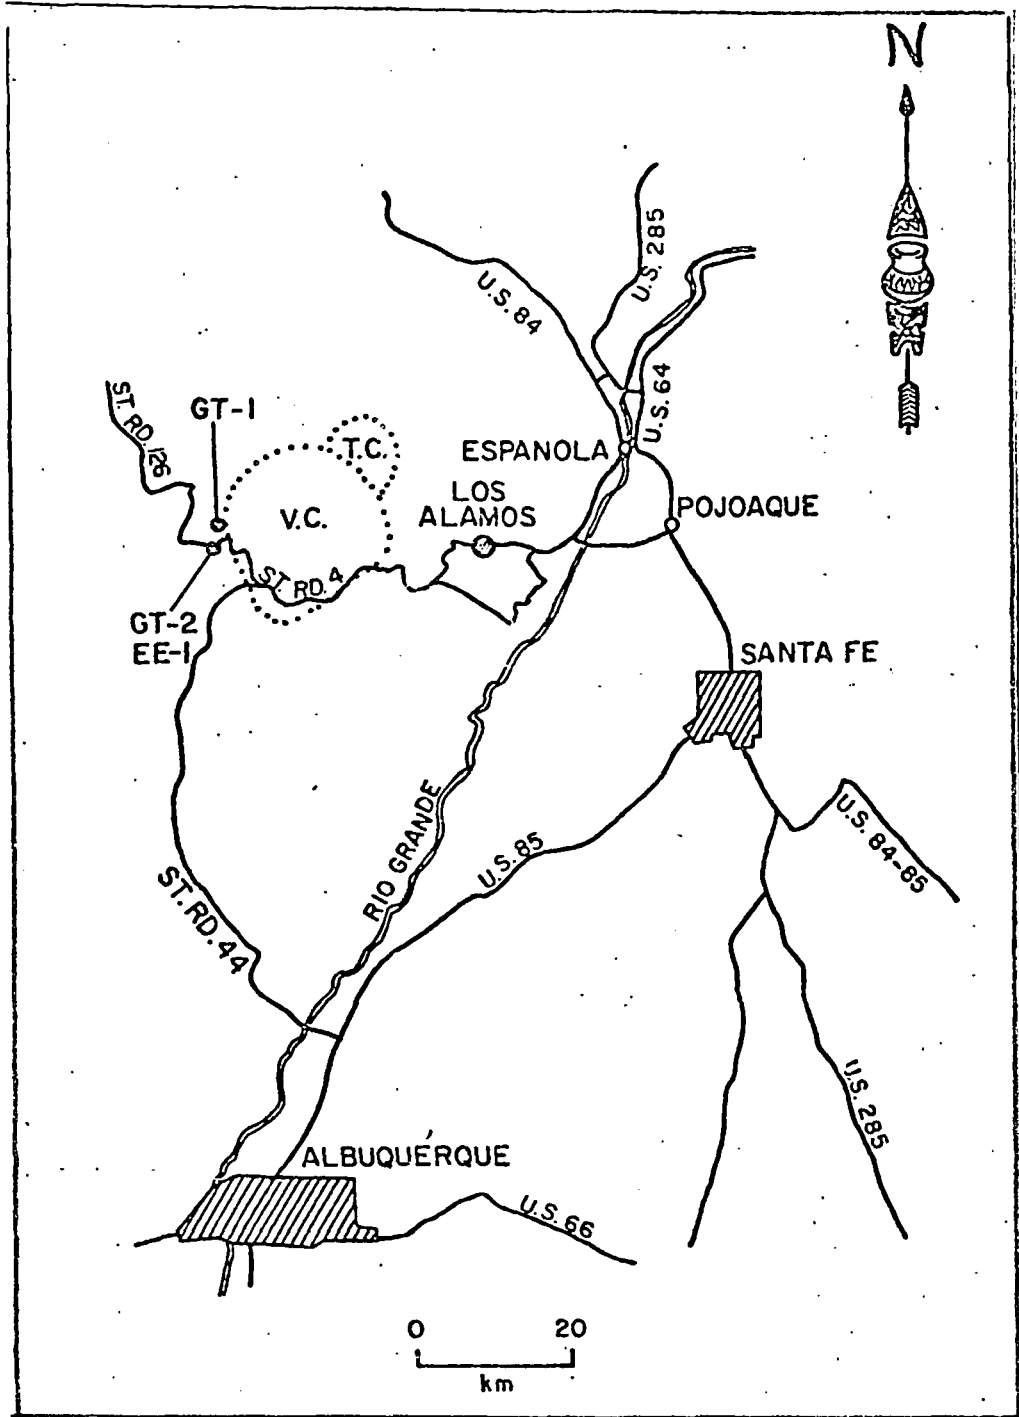 N
U.S. 285
U.S. 84
U.S. 64
ST. RD. 126
GT-1
T.C.
ESPANOLA
LOS
ALAMOS
V.C.
POJOAQUE
ST. RD. 4
GT-2
EE-1
SANTA FE
RIO GRANDE
U.S. 85
U.S. 84-85
ST. RD. 44
U.S. 285
ALBUQUERQUE
U.S. 66
0 20
km